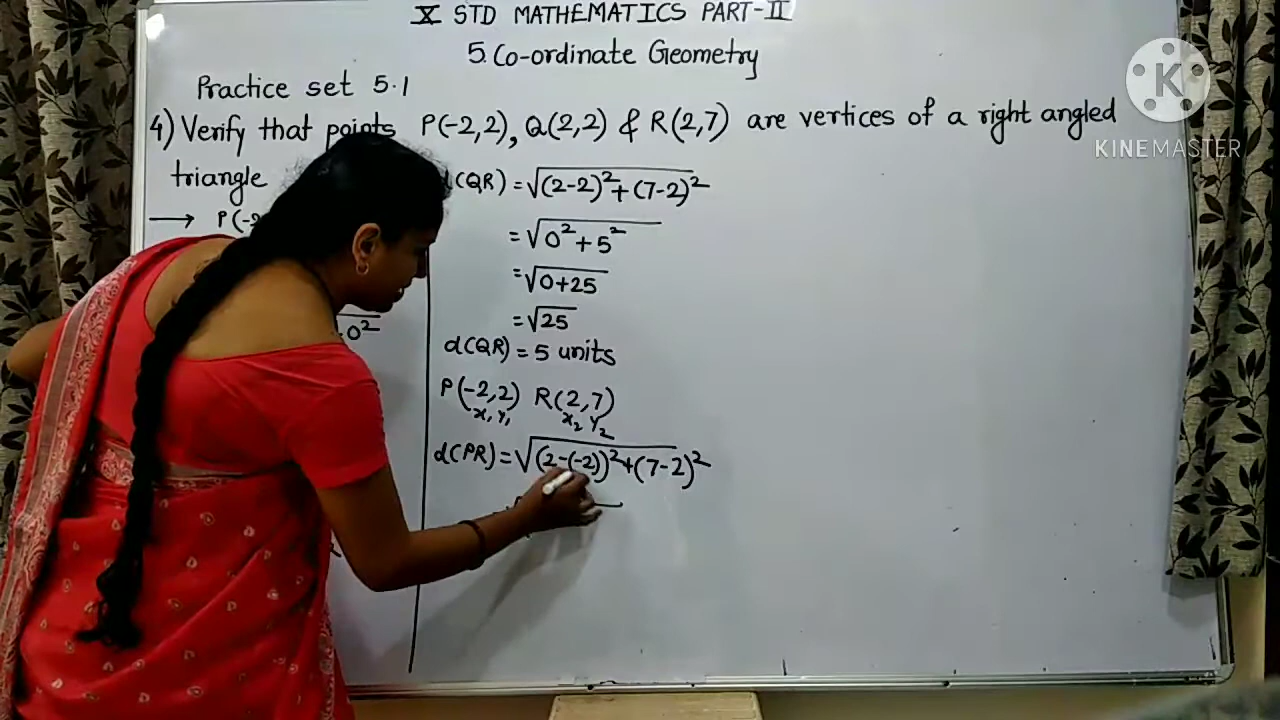 X STD MATHEMATICS PART-II
5. Co-ordinate Geometry
Practice set 5.1
4) Verify that points P(-2,2), Q(2,2) & R(2,7) are vertices of a right angled
triangle
→ P(-2
(QR) = √(2-2)²+(7-2)²
= √0²+5²
= √0+25
= √25
d(QR) = 5 units
P(-2,2) R(2,7)
x₁ y₁ x₂ y₂
d(PR) = √(2-(-2))²+(7-2)²
0²
K
KINEMASTER